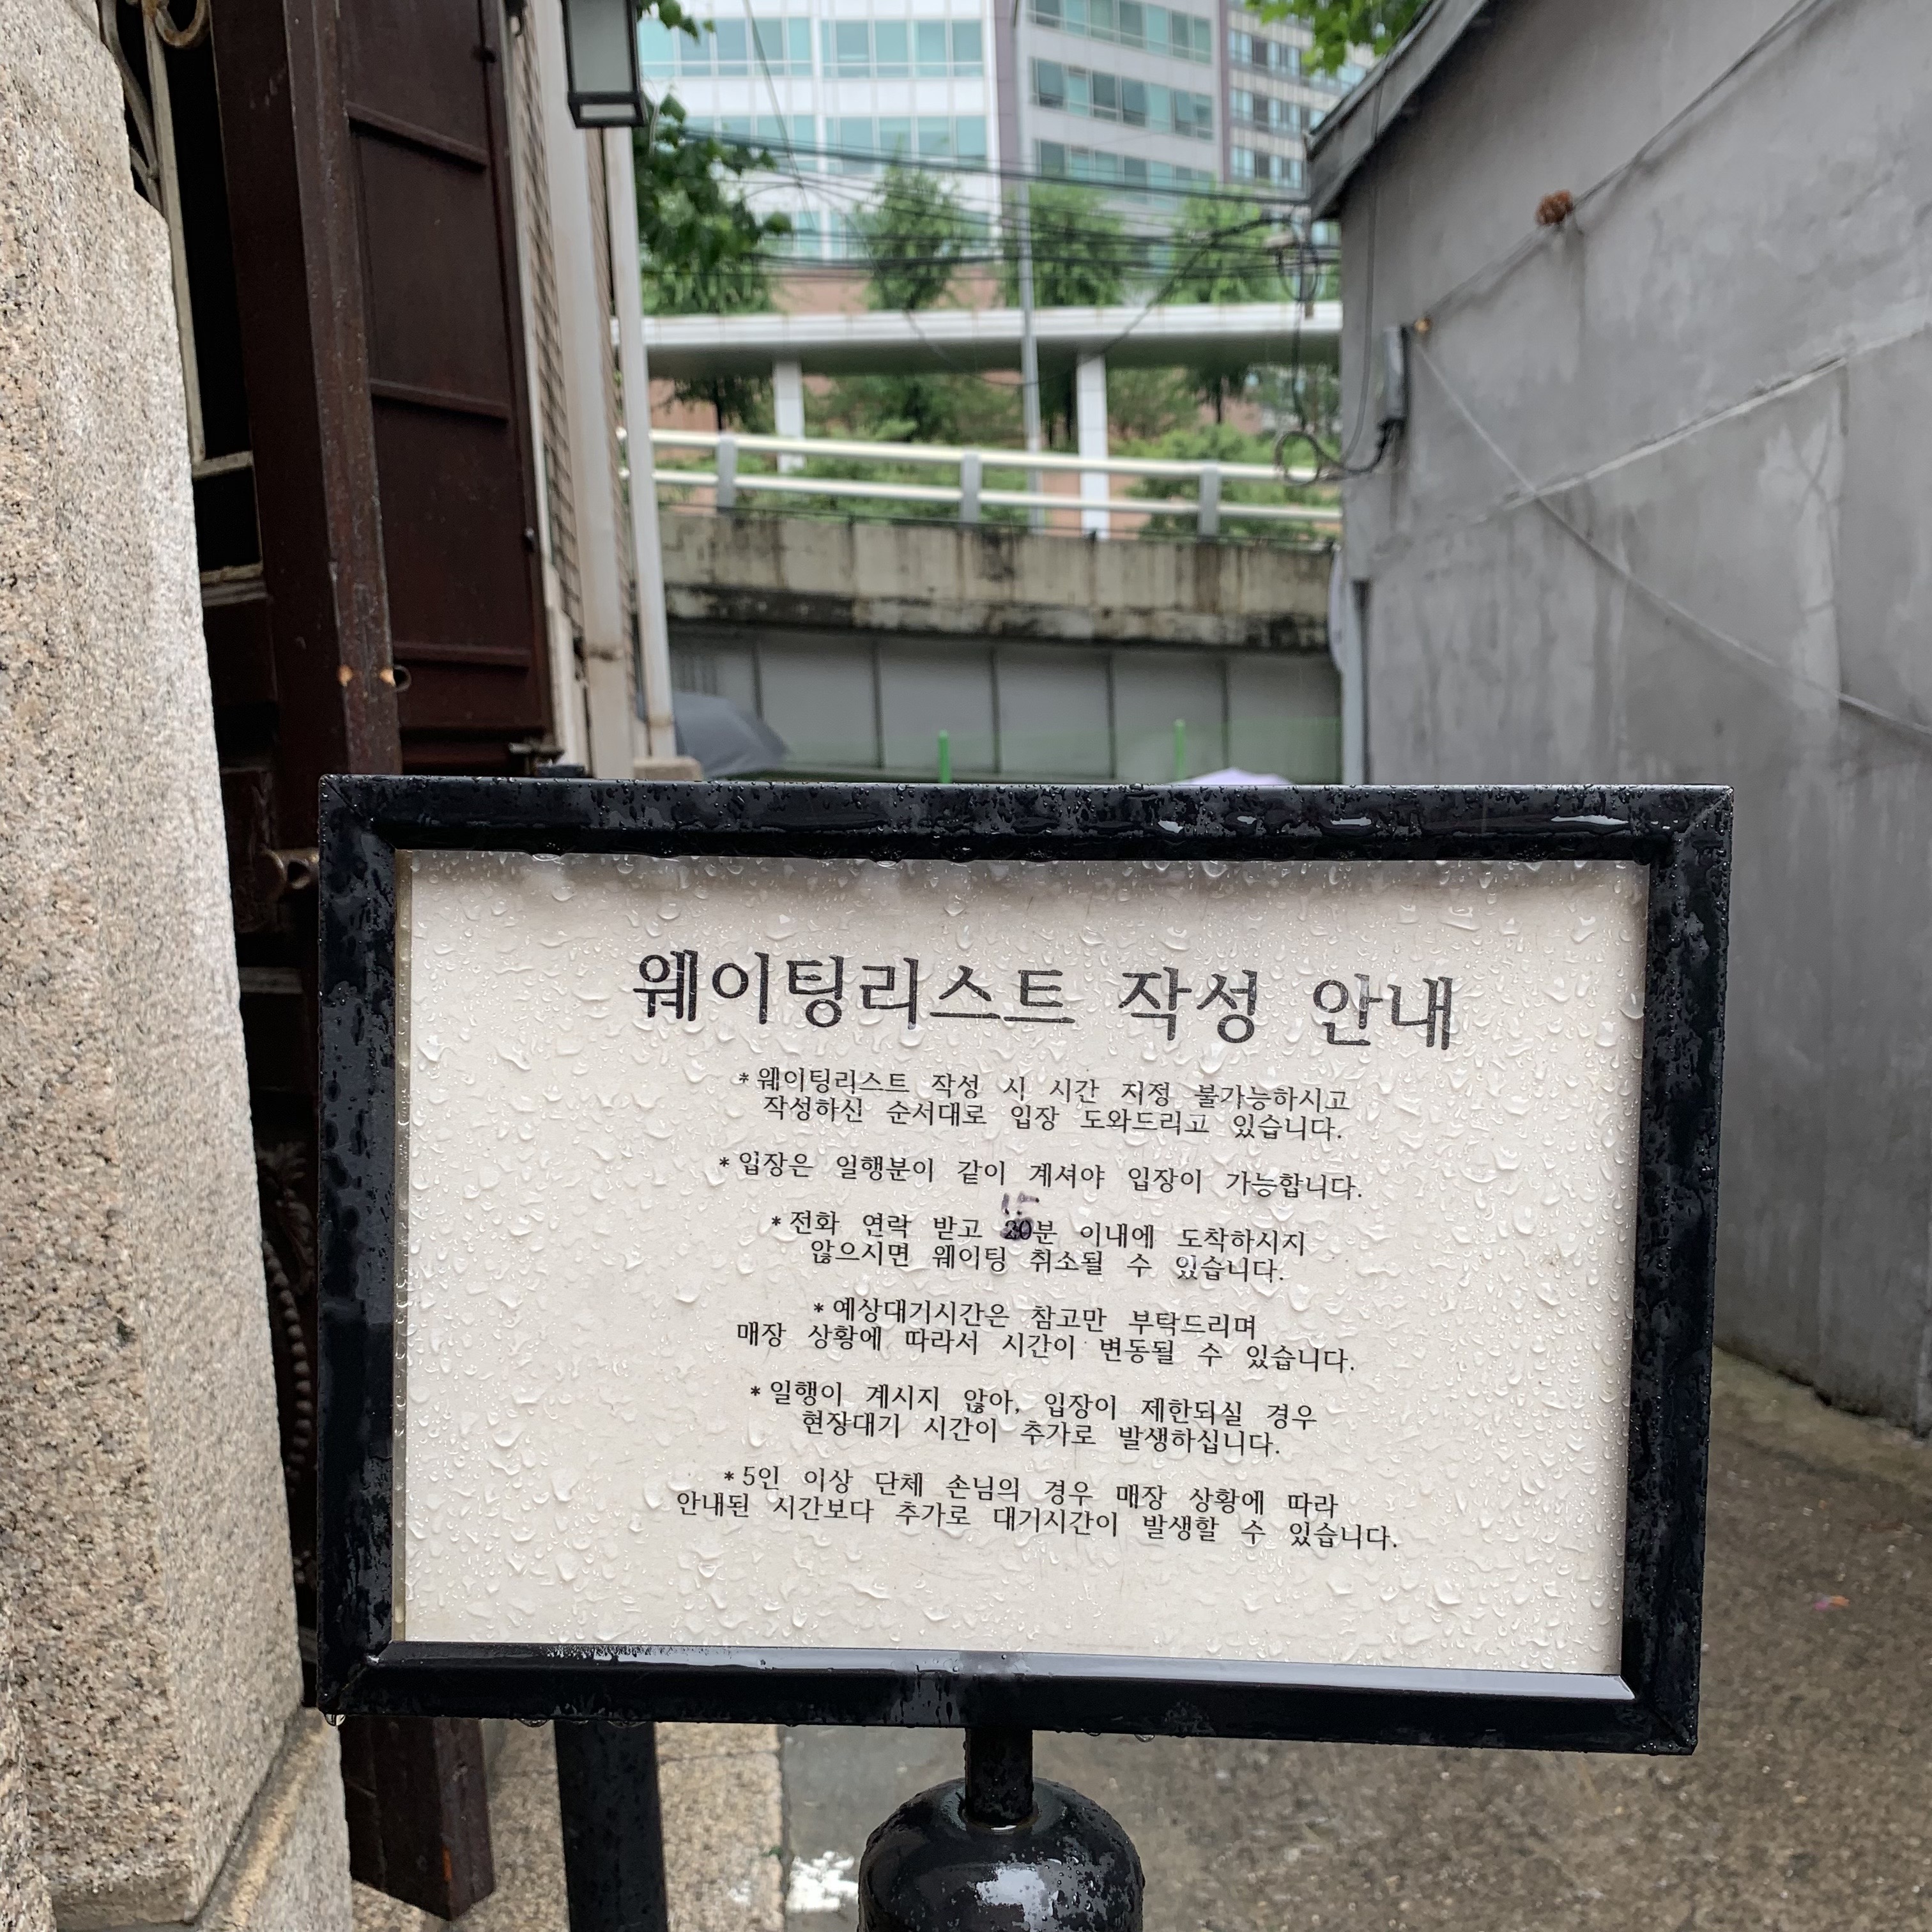 웨이팅리스트 작성 안내
*웨이팅리스트 작성 시 시간 지정 불가능하시고
작성하신 순서대로 입장 도와드리고 있습니다.
*입장은 일행분이 같이 계셔야 입장이 가능합니다.
15
*전화 연락 받고 20분 이내에 도착하시지
않으시면 웨이팅 취소될 수 있습니다.
*예상대기시간은 참고만 부탁드리며
매장 상황에 따라서 시간이 변동될 수 있습니다.
*일행이 계시지 않아, 입장이 제한되실 경우
현장대기 시간이 추가로 발생하십니다.
*5인 이상 단체 손님의 경우 매장 상황에 따라
안내된 시간보다 추가로 대기시간이 발생할 수 있습니다.